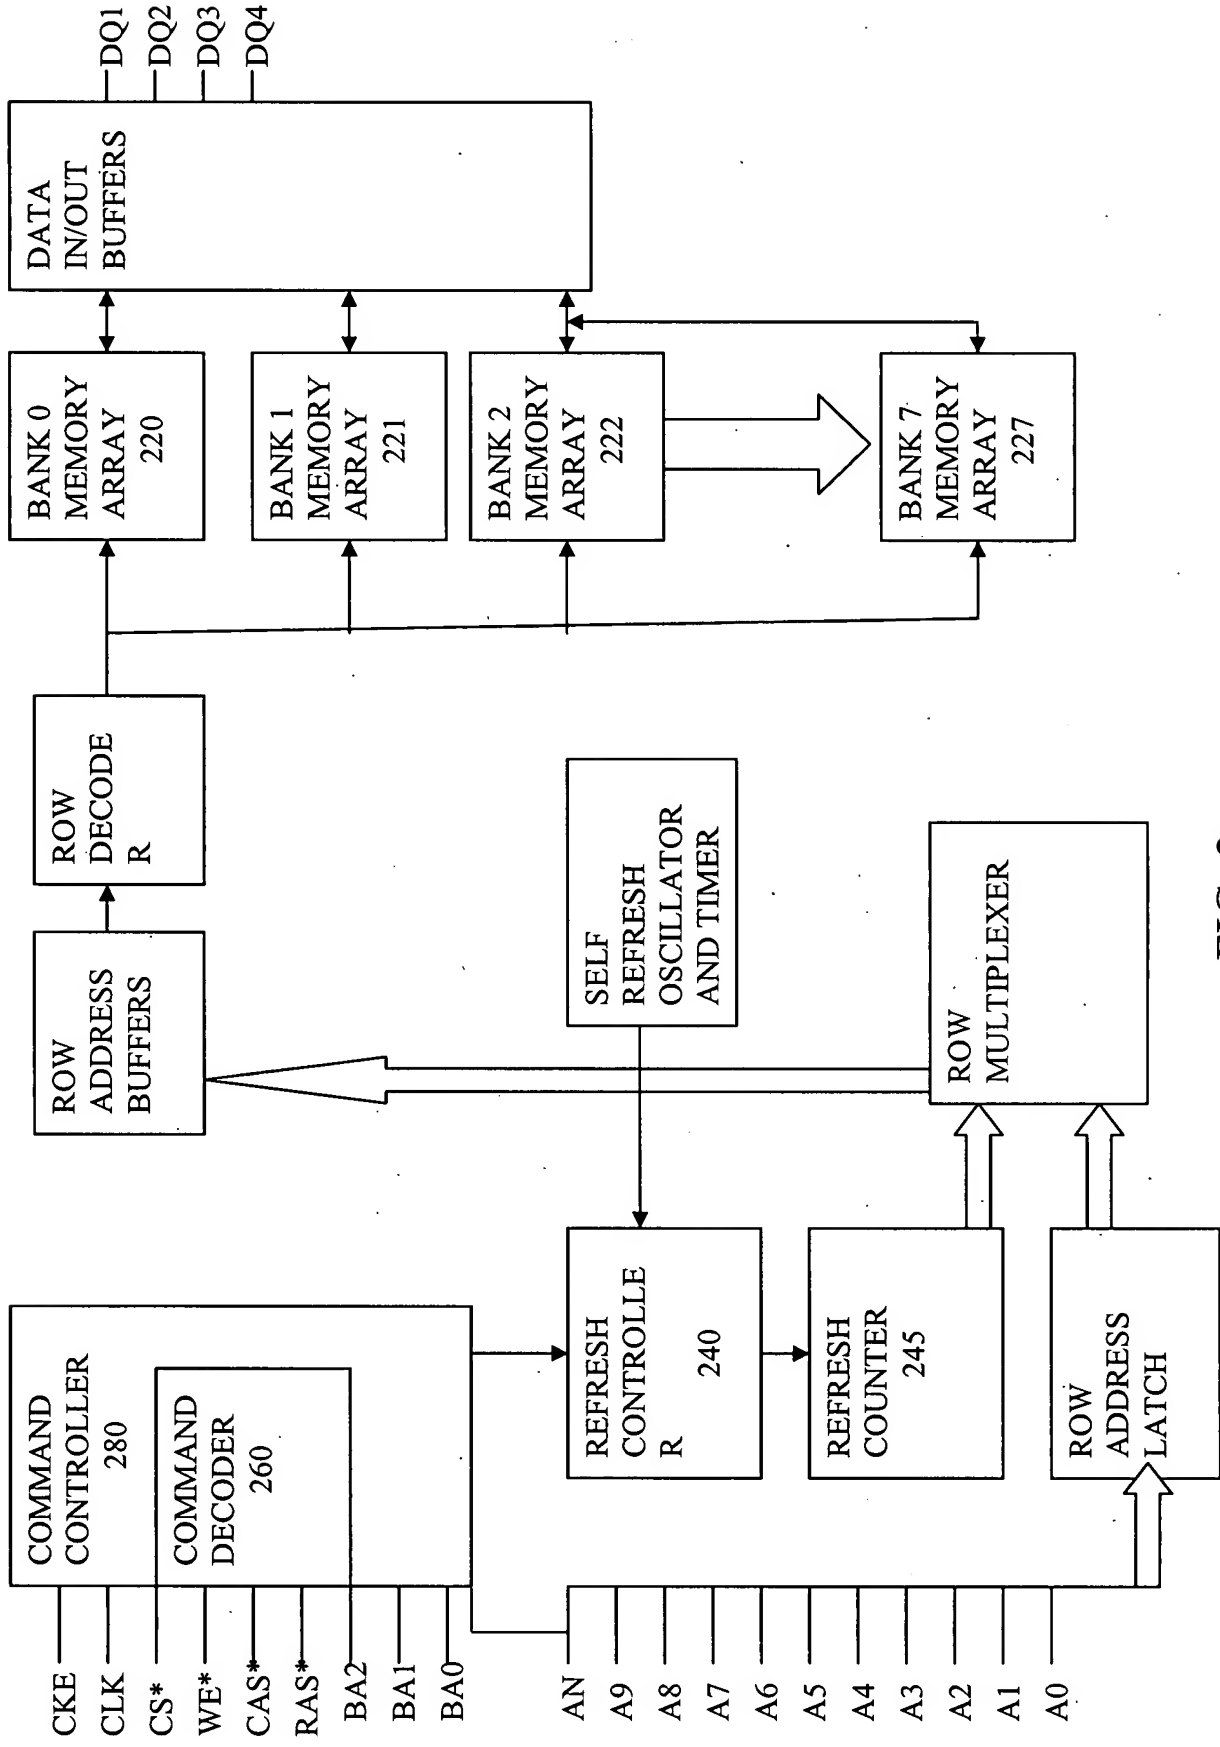 CKE
CLK
CS*
WE*
CAS*
RAS*
BA2
BA1
BA0
AN
A9
A8
A7
A6
A5
A4
A3
A2
A1
A0
COMMAND
CONTROLLER
280
COMMAND
DECODER
260
REFRESH
CONTROLLE
R
240
REFRESH
COUNTER
245
ROW
ADDRESS
LATCH
ROW
ADDRESS
BUFFERS
SELF
REFRESH
OSCILLATOR
AND TIMER
ROW
MULTIPLEXER
ROW
DECODE
R
BANK 0
MEMORY
ARRAY
220
BANK 1
MEMORY
ARRAY
221
BANK 2
MEMORY
ARRAY
222
BANK 7
MEMORY
ARRAY
227
DATA
IN/OUT
BUFFERS
DQ1
DQ2
DQ3
DQ4